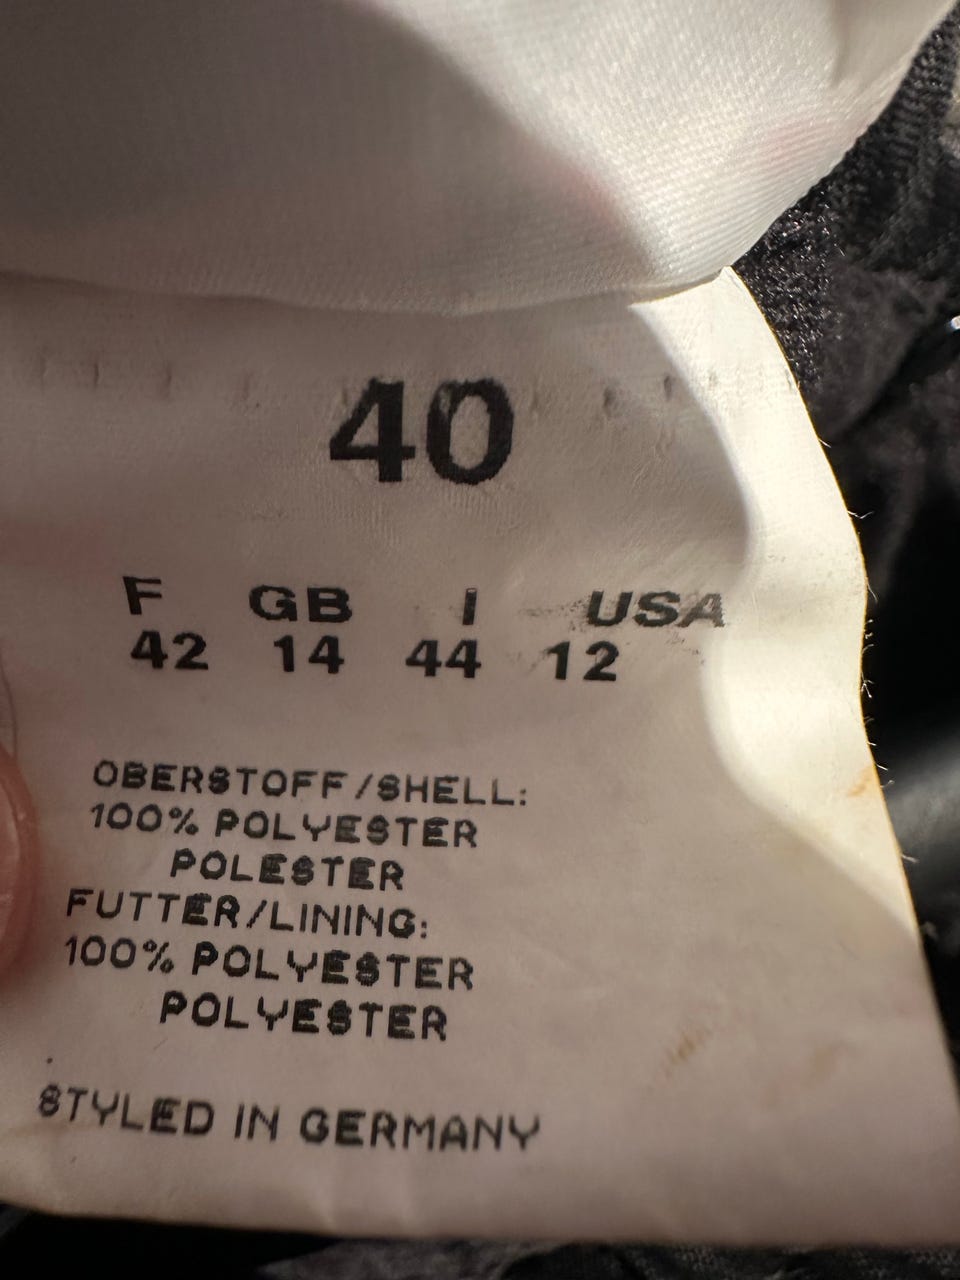 40
F GB I USA
42 14 44 12
OBERSTOFF/SHELL:
100% POLYESTER
POLESTER
FUTTER/LINING:
100% POLYESTER
POLYESTER
STYLED IN GERMANY